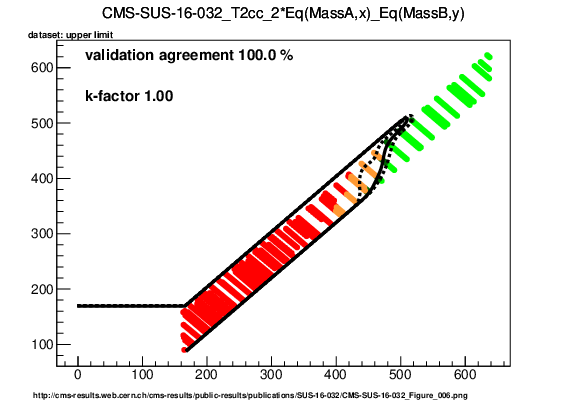 CMS-SUS-16-032_T2cc_2*Eq(MassA,x)_Eq(MassB,y)
dataset: upper limit
validation agreement 100.0 %
k-factor 1.00
600
500
400
300
200
100
0 100 200 300 400 500 600
http://cms-results.web.cern.ch/cms-results/public-results/publications/SUS-16-032/CMS-SUS-16-032_Figure_006.png